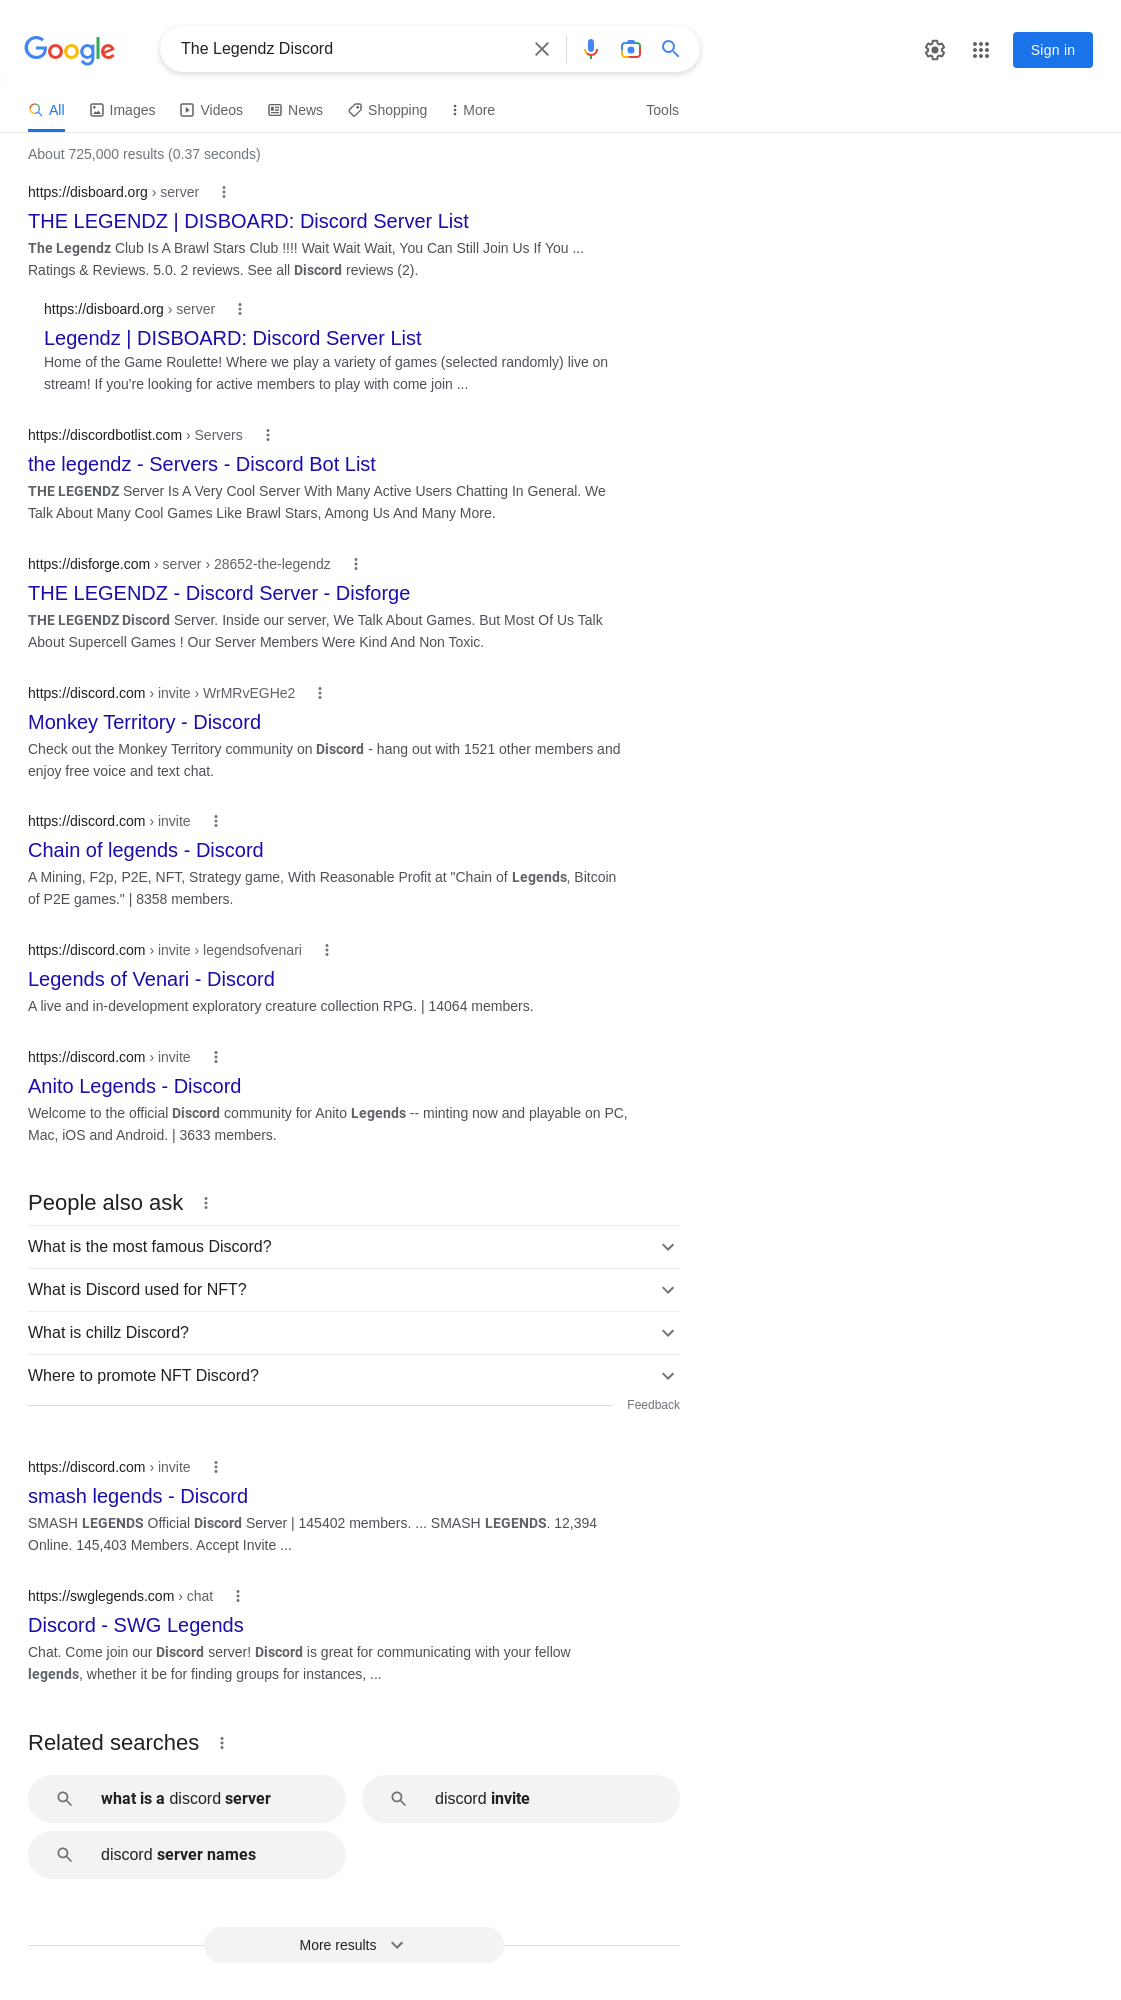 Google
The Legendz Discord
Sign in
All
Images
Videos
News
Shopping
More
Tools
About 725,000 results (0.37 seconds)
https://disboard.org › server
THE LEGENDZ | DISBOARD: Discord Server List
The Legendz Club Is A Brawl Stars Club !!!! Wait Wait Wait, You Can Still Join Us If You ...
Ratings & Reviews. 5.0. 2 reviews. See all Discord reviews (2).
https://disboard.org › server
Legendz | DISBOARD: Discord Server List
Home of the Game Roulette! Where we play a variety of games (selected randomly) live on
stream! If you're looking for active members to play with come join ...
https://discordbotlist.com › Servers
the legendz - Servers - Discord Bot List
THE LEGENDZ Server Is A Very Cool Server With Many Active Users Chatting In General. We
Talk About Many Cool Games Like Brawl Stars, Among Us And Many More.
https://disforge.com › server › 28652-the-legendz
THE LEGENDZ - Discord Server - Disforge
THE LEGENDZ Discord Server. Inside our server, We Talk About Games. But Most Of Us Talk
About Supercell Games ! Our Server Members Were Kind And Non Toxic.
https://discord.com › invite › WrMRvEGHe2
Monkey Territory - Discord
Check out the Monkey Territory community on Discord - hang out with 1521 other members and
enjoy free voice and text chat.
https://discord.com › invite
Chain of legends - Discord
A Mining, F2p, P2E, NFT, Strategy game, With Reasonable Profit at "Chain of Legends, Bitcoin
of P2E games." | 8358 members.
https://discord.com › invite › legendsofvenari
Legends of Venari - Discord
A live and in-development exploratory creature collection RPG. | 14064 members.
https://discord.com › invite
Anito Legends - Discord
Welcome to the official Discord community for Anito Legends -- minting now and playable on PC,
Mac, iOS and Android. | 3633 members.
People also ask
What is the most famous Discord?
What is Discord used for NFT?
What is chillz Discord?
Where to promote NFT Discord?
Feedback
https://discord.com › invite
smash legends - Discord
SMASH LEGENDS Official Discord Server | 145402 members. ... SMASH LEGENDS. 12,394
Online. 145,403 Members. Accept Invite ...
https://swglegends.com › chat
Discord - SWG Legends
Chat. Come join our Discord server! Discord is great for communicating with your fellow
legends, whether it be for finding groups for instances, ...
Related searches
what is a discord server
discord invite
discord server names
More results